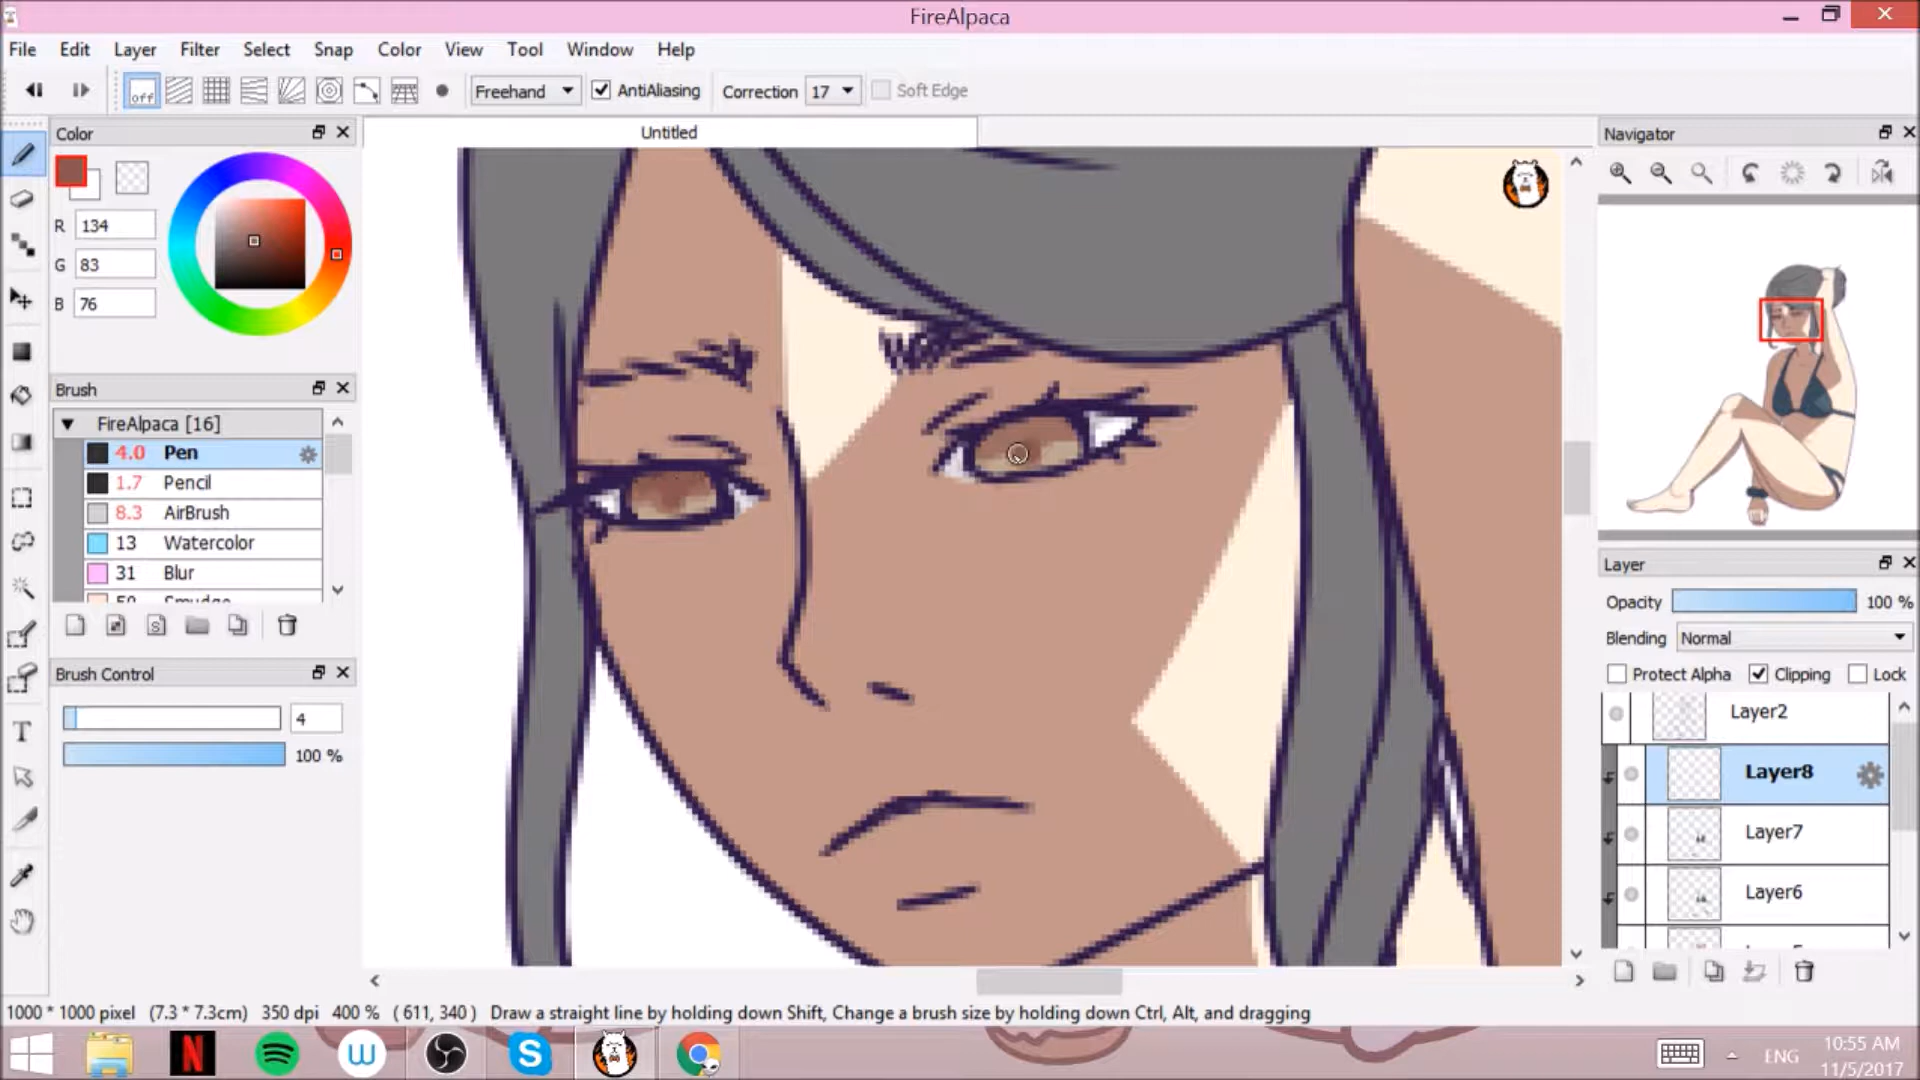 FireAlpaca
File Edit Layer Filter Select Snap Color View Tool Window Help
off Freehand AntiAliasing Correction 17 Soft Edge
Color
R 134
G 83
B 76
Brush
FireAlpaca [16]
4.0 Pen
1.7 Pencil
8.3 AirBrush
13 Watercolor
31 Blur
50 Smudge
Brush Control
4
100 %
Untitled
Navigator
Layer
Opacity 100 %
Blending Normal
Protect Alpha Clipping Lock
Layer2
Layer8
Layer7
Layer6
1000 * 1000 pixel (7.3 * 7.3cm) 350 dpi 400 % ( 611, 340 ) Draw a straight line by holding down Shift, Change a brush size by holding down Ctrl, Alt, and dragging
ENG
10:55 AM
11/5/2017